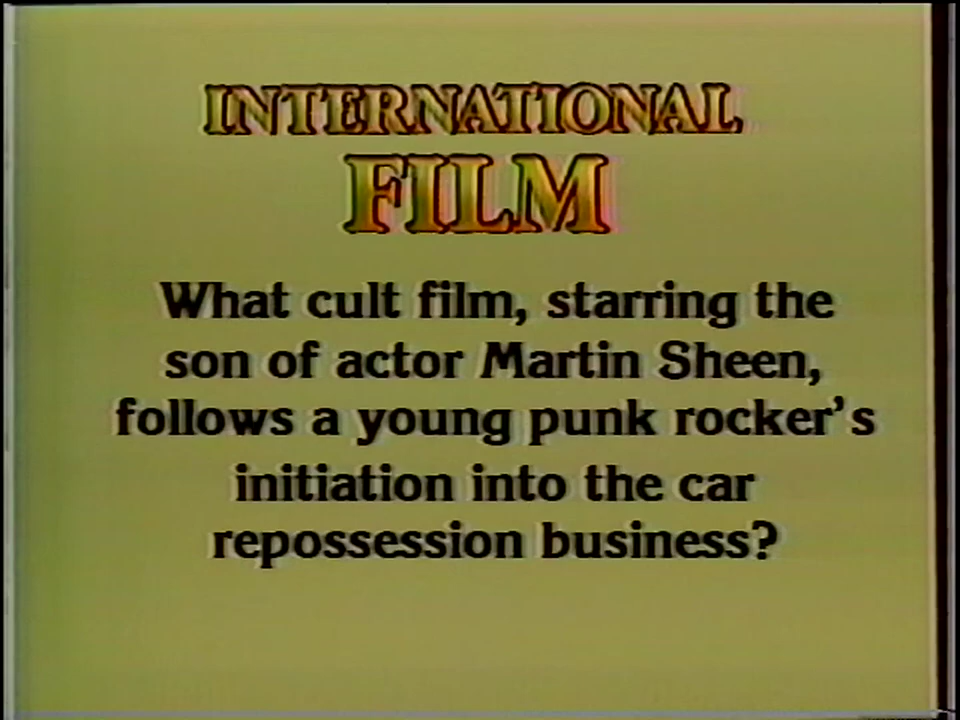 INTERNATIONAL
FILM
What cult film, starring the
son of actor Martin Sheen,
follows a young punk rocker's
initiation into the car
repossession business?